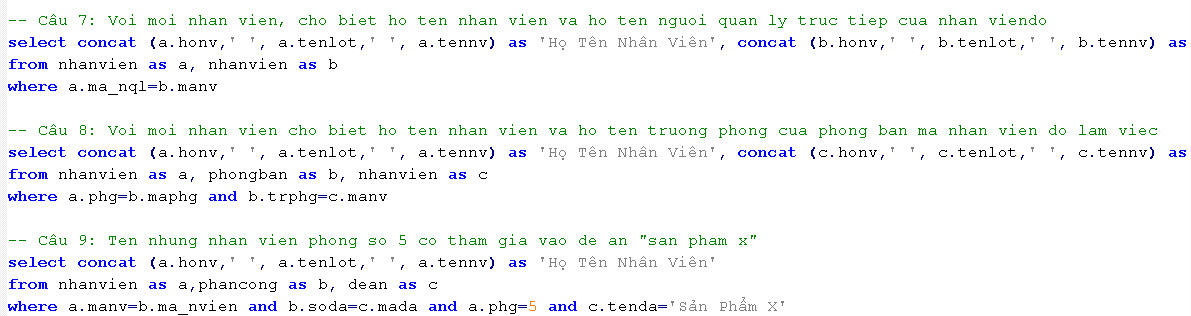 -- Câu 7: Voi moi nhan vien, cho biet ho ten nhan vien va ho ten nguoi quan ly truc tiep cua nhan viendo
select concat (a.honv,' ', a.tenlot,' ', a.tennv) as 'Họ Tên Nhân Viên', concat (b.honv,' ', b.tenlot,' ', b.tennv) as
from nhanvien as a, nhanvien as b
where a.ma_nql=b.manv
-- Câu 8: Voi moi nhan vien cho biet ho ten nhan vien va ho ten truong phong cua phong ban ma nhan vien do lam viec
select concat (a.honv,' ', a.tenlot,' ', a.tennv) as 'Họ Tên Nhân Viên', concat (c.honv,' ', c.tenlot,' ', c.tennv) as
from nhanvien as a, phongban as b, nhanvien as c
where a.phg=b.maphg and b.trphg=c.manv
-- Câu 9: Ten nhung nhan vien phong so 5 co tham gia vao de an "san pham x"
select concat (a.honv,' ', a.tenlot,' ', a.tennv) as 'Họ Tên Nhân Viên'
from nhanvien as a,phancong as b, dean as c
where a.manv=b.ma_nvien and b.soda=c.mada and a.phg=5 and c.tenda='Sản Phẩm X'